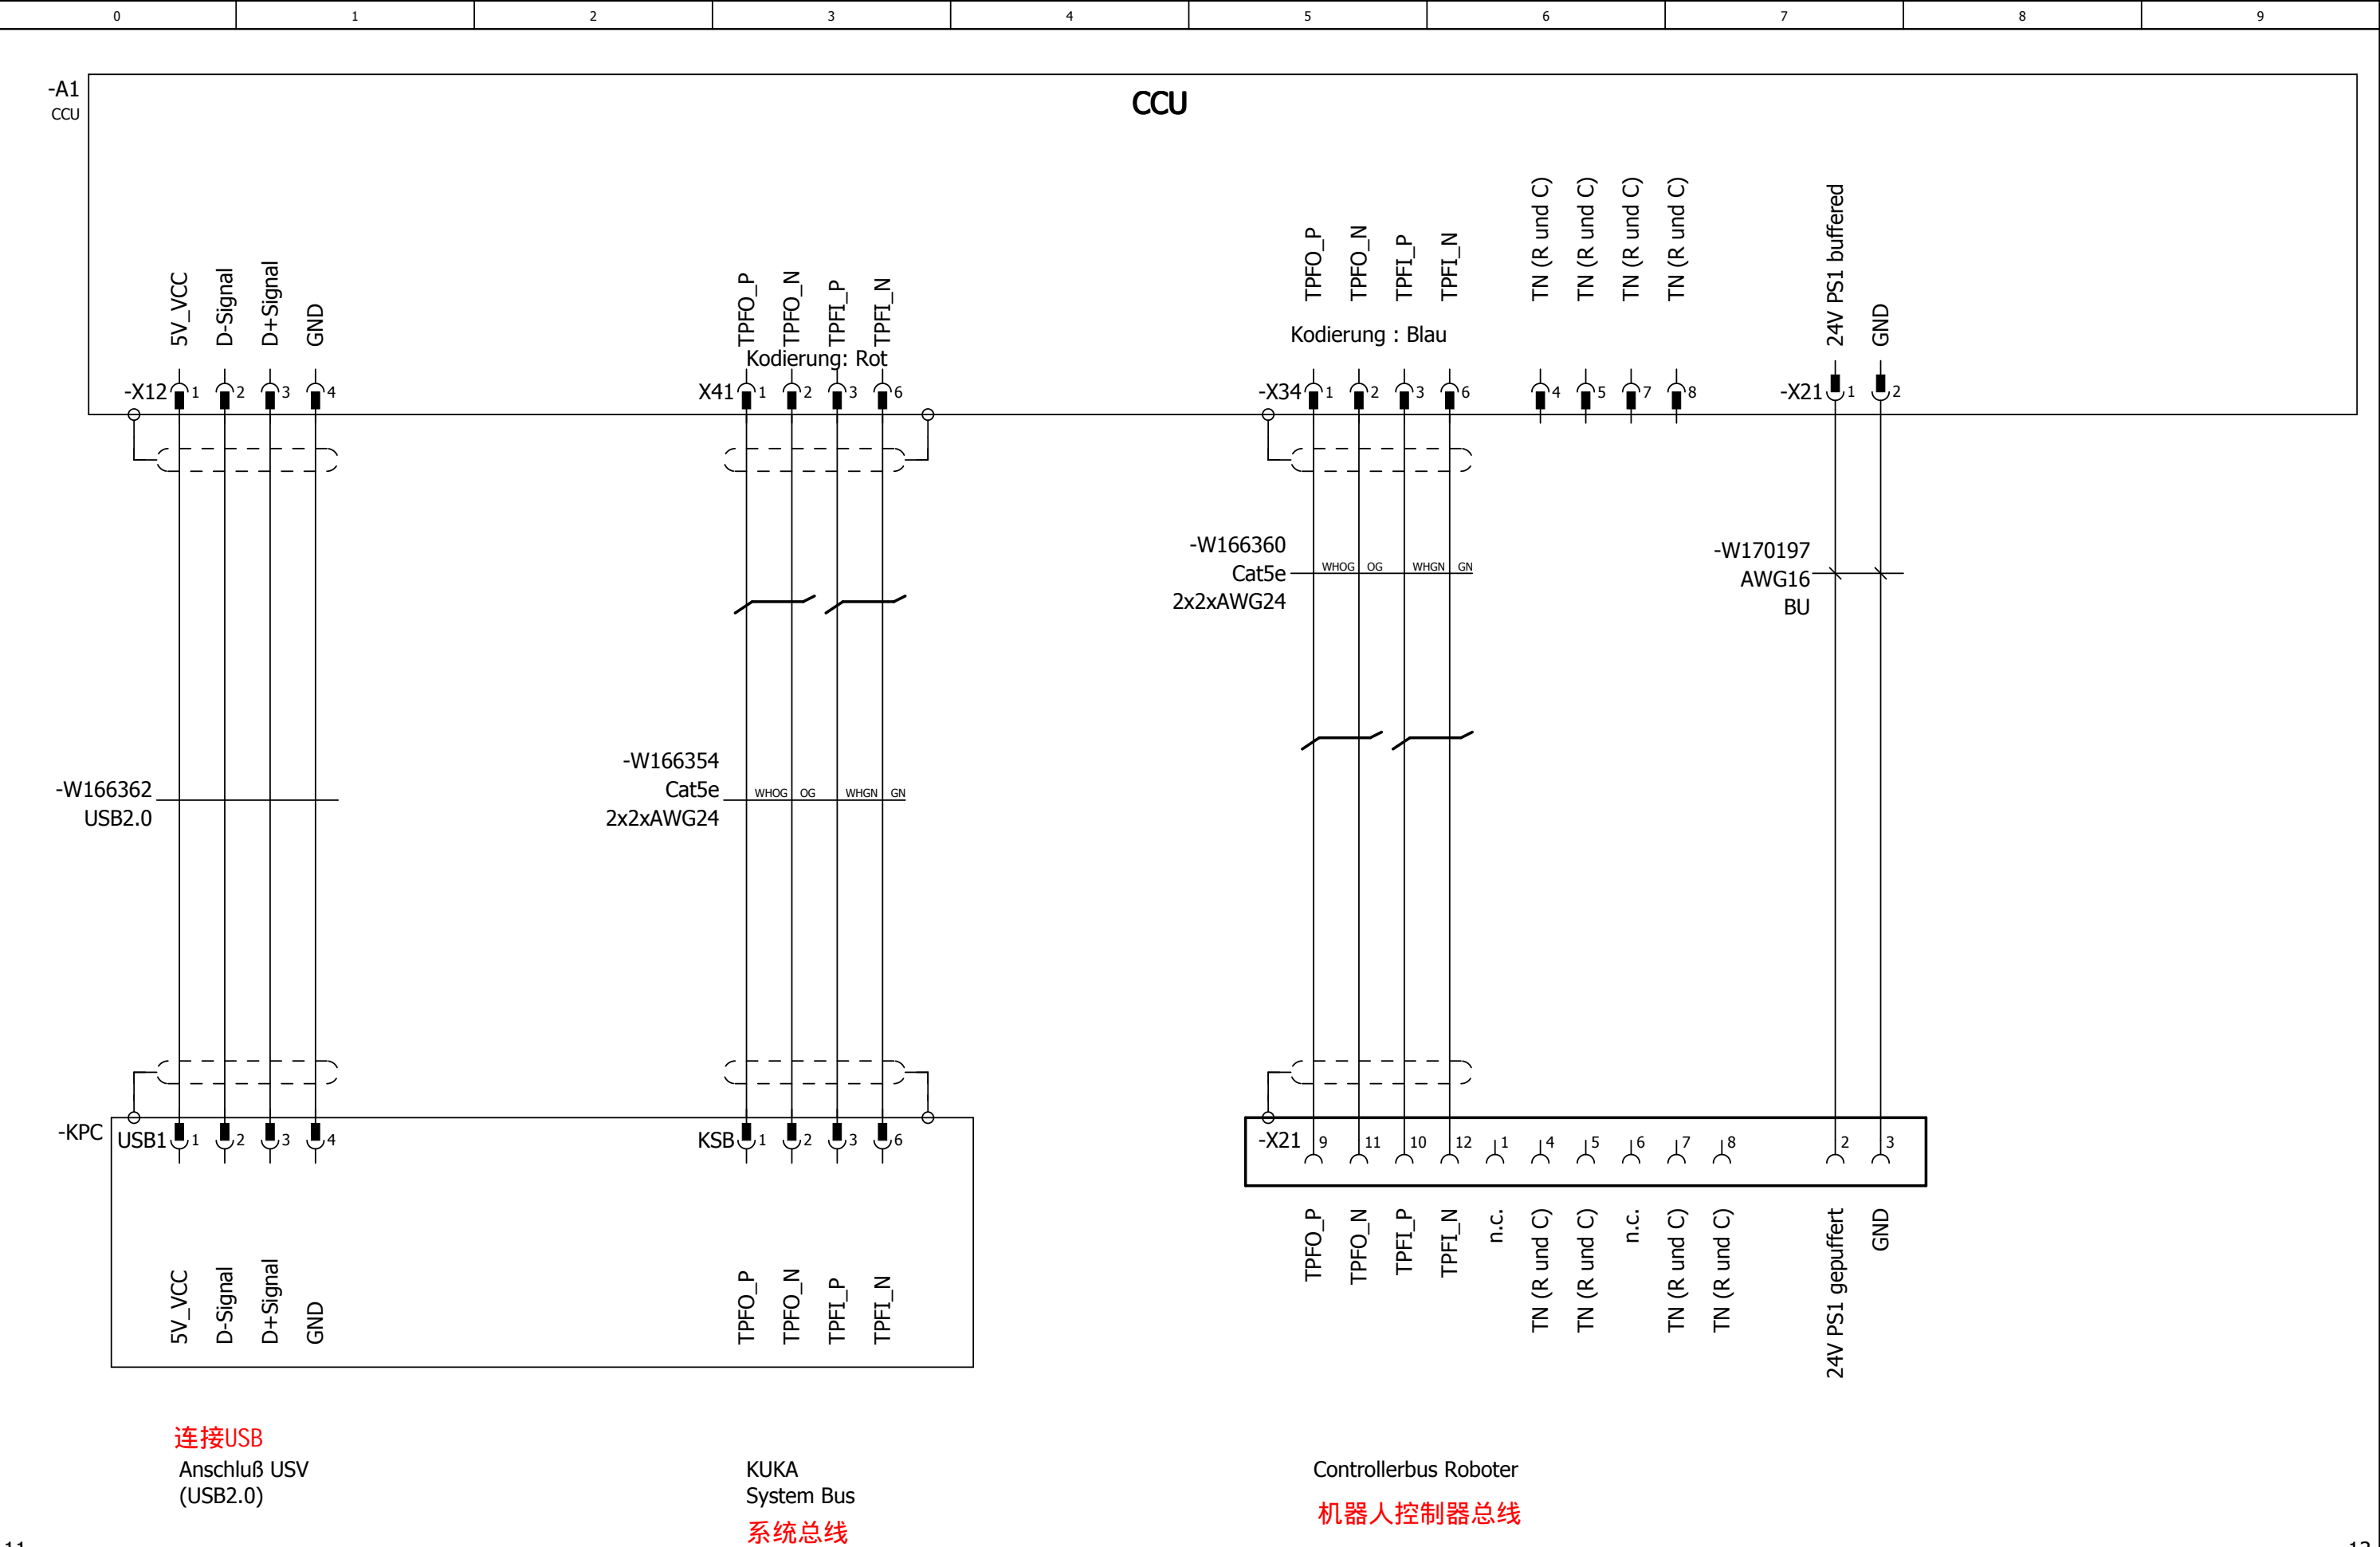 0 1 2 3 4 5 6 7 8 9
-A1
CCU
CCU
5V_VCC
D-Signal
D+Signal
GND
TPFO_P
TPFO_N
TPFI_P
TPFI_N
Kodierung: Rot
TPFO_P
TPFO_N
TPFI_P
TPFI_N
Kodierung : Blau
TN (R und C)
TN (R und C)
TN (R und C)
TN (R und C)
24V PS1 buffered
GND
-X12 1 2 3 4
X41 1 2 3 6
-X34 1 2 3 6 4 5 7 8
-X21 1 2
-W166360
Cat5e
2x2xAWG24
WHOG OG WHGN GN
-W170197
AWG16
BU
-W166362
USB2.0
-W166354
Cat5e
2x2xAWG24
WHOG OG WHGN GN
-KPC
USB1 1 2 3 4
KSB 1 2 3 6
-X21 9 11 10 12 1 4 5 6 7 8 2 3
5V_VCC
D-Signal
D+Signal
GND
TPFO_P
TPFO_N
TPFI_P
TPFI_N
TPFO_P
TPFO_N
TPFI_P
TPFI_N
n.c.
TN (R und C)
TN (R und C)
n.c.
TN (R und C)
TN (R und C)
24V PS1 gepuffert
GND
连接USB
Anschluß USV
(USB2.0)
KUKA
System Bus
系统总线
Controllerbus Roboter
机器人控制器总线